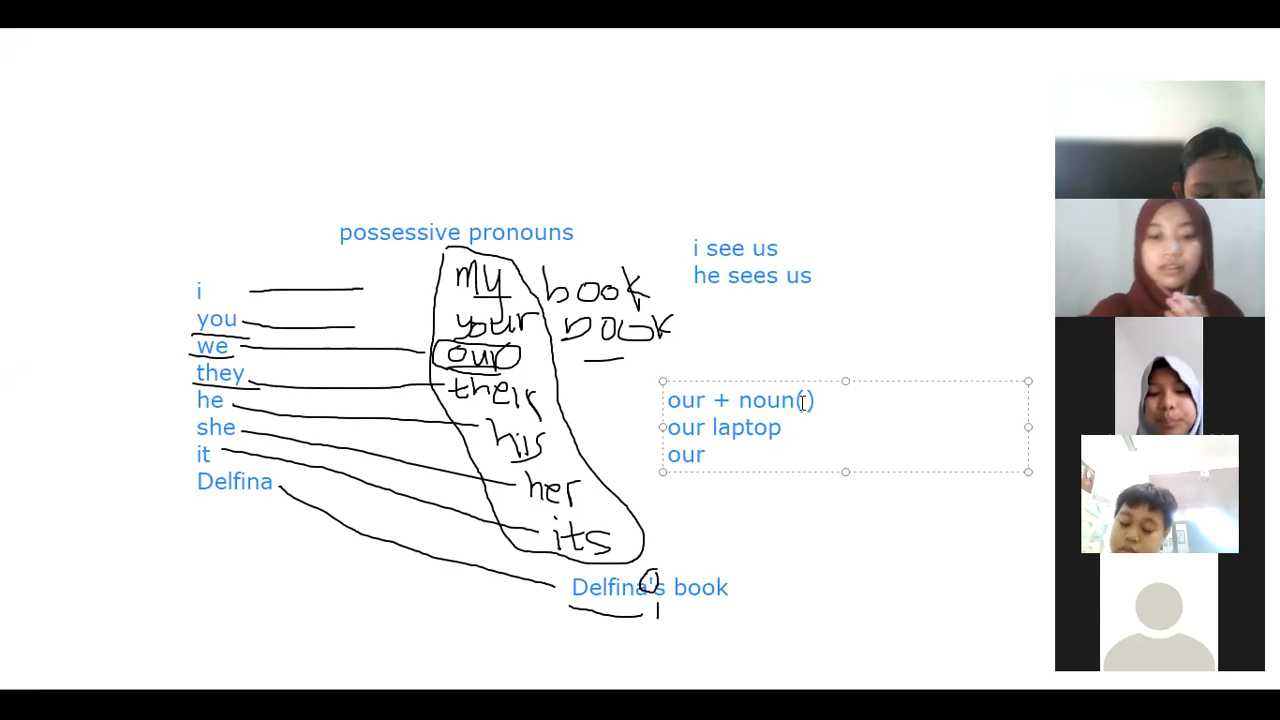 possessive pronouns
i
you
we
they
he
she
it
Delfina
my book
your book
our
their
his
her
its
Delfina's book
i see us
he sees us
our + noun()
our laptop
our